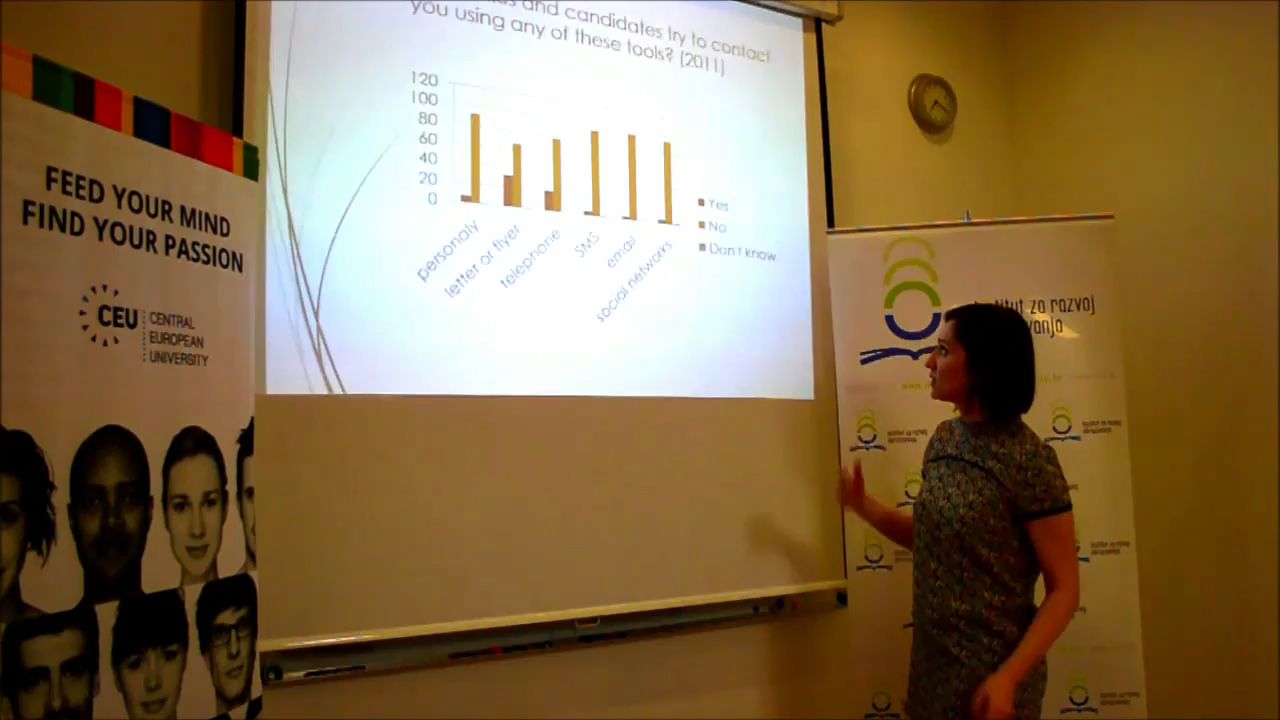 FEED YOUR MIND
FIND YOUR PASSION
CEU
CENTRAL
EUROPEAN
UNIVERSITY
and candidates try to contact
you using any of these tools? (2011)
120
100
80
60
40
20
0
personally
letter or flyer
telephone
SMS
email
social networks
Yes
No
Don't know
za razvoj